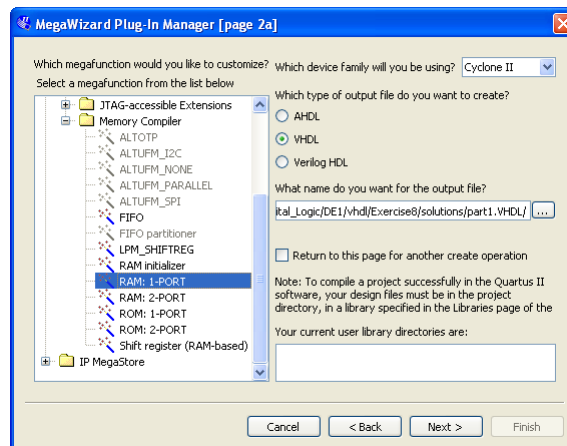 MegaWizard Plug-In Manager [page 2a]
Which megafunction would you like to customize?
Select a megafunction from the list below
JTAG-accessible Extensions
Memory Compiler
ALTOTP
ALTUFM_I2C
ALTUFM_NONE
ALTUFM_PARALLEL
ALTUFM_SPI
FIFO
FIFO partitioner
LPM_SHIFTREG
RAM initializer
RAM: 1-PORT
RAM: 2-PORT
ROM: 1-PORT
ROM: 2-PORT
Shift register (RAM-based)
IP MegaStore
Which device family will you be using?
Cyclone II
Which type of output file do you want to create?
AHDL
VHDL
Verilog HDL
What name do you want for the output file?
ital_Logic/DE1/vhdl/Exercise8/solutions/part1.VHDL/
...
Return to this page for another create operation
Note: To compile a project successfully in the Quartus II
software, your design files must be in the project
directory, in a library specified in the Libraries page of the
Your current user library directories are:
Cancel
< Back
Next >
Finish